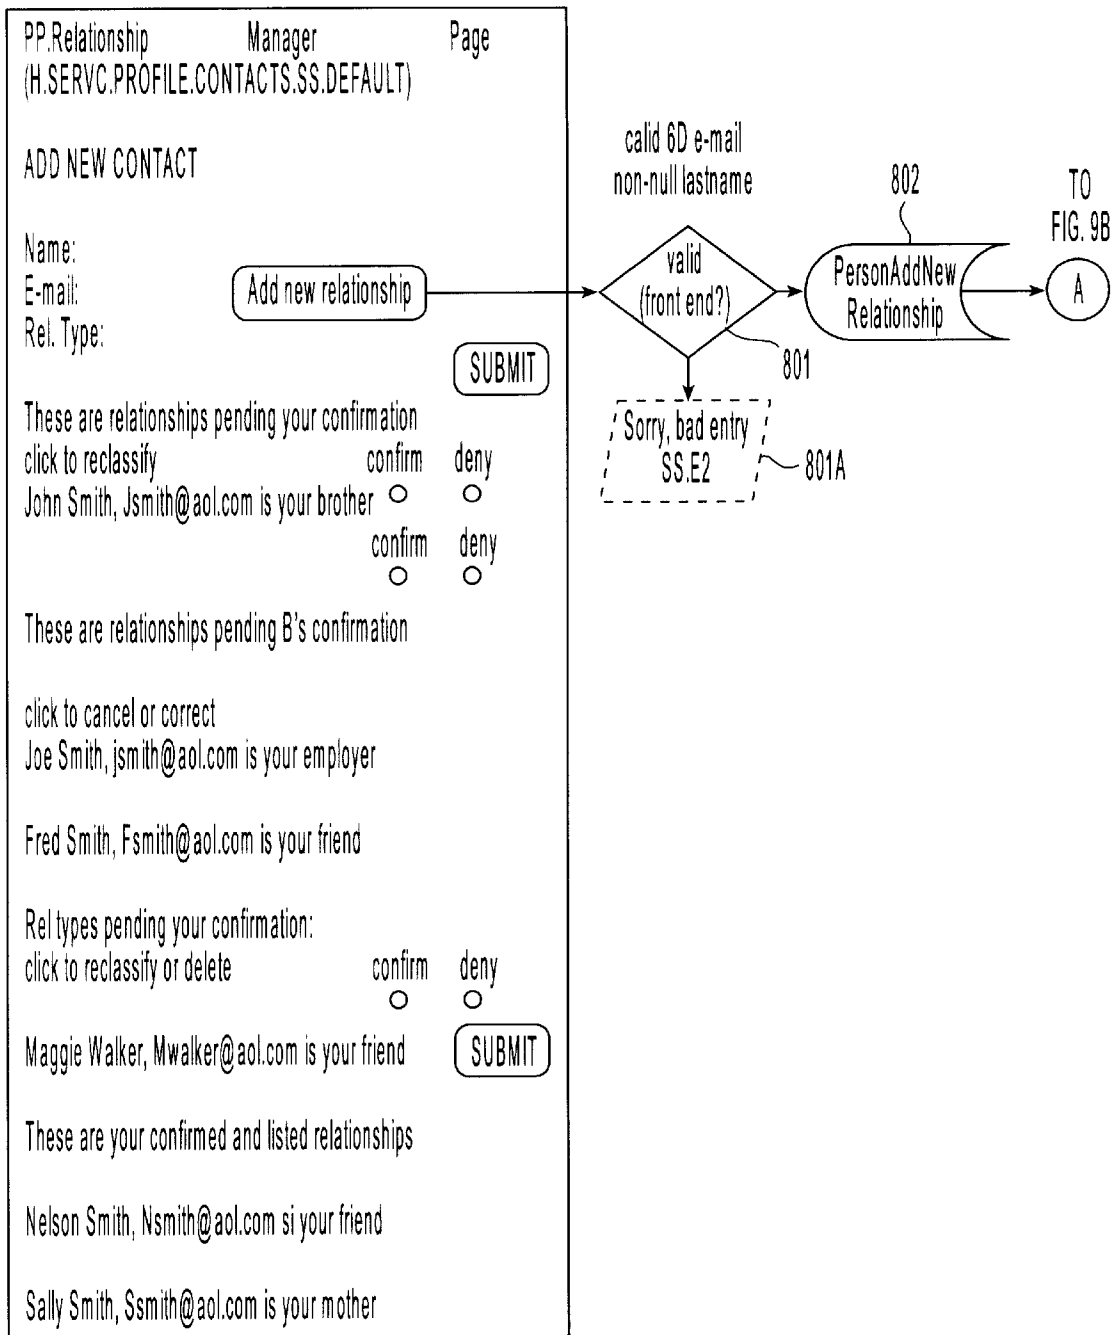 PP.Relationship Manager Page
(H.SERVC.PROFILE.CONTACTS.SS.DEFAULT)
ADD NEW CONTACT
Name:
E-mail:
Rel. Type:
Add new relationship
SUBMIT
These are relationships pending your confirmation
click to reclassify confirm deny
John Smith, Jsmith@aol.com is your brother
confirm deny
These are relationships pending B's confirmation
click to cancel or correct
Joe Smith, jsmith@aol.com is your employer
Fred Smith, Fsmith@aol.com is your friend
Rel types pending your confirmation:
click to reclassify or delete confirm deny
Maggie Walker, Mwalker@aol.com is your friend SUBMIT
These are your confirmed and listed relationships
Nelson Smith, Nsmith@aol.com si your friend
Sally Smith, Ssmith@aol.com is your mother
calid 6D e-mail
non-null lastname
valid
(front end?)
801
Sorry, bad entry
SS.E2
801A
802
PersonAddNew
Relationship
TO
FIG. 9B
A